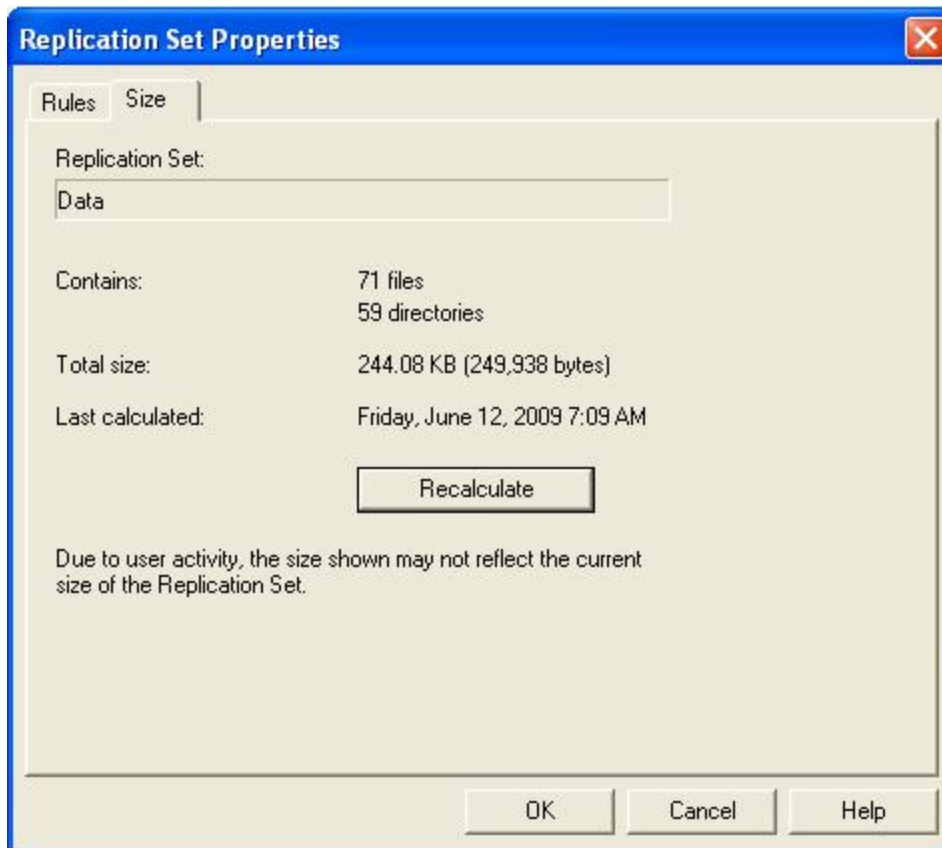 Replication Set Properties
Rules
Size
Replication Set:
Data
Contains:
71 files
59 directories
Total size:
244.08 KB (249,938 bytes)
Last calculated:
Friday, June 12, 2009 7:09 AM
Recalculate
Due to user activity, the size shown may not reflect the current
size of the Replication Set.
OK
Cancel
Help